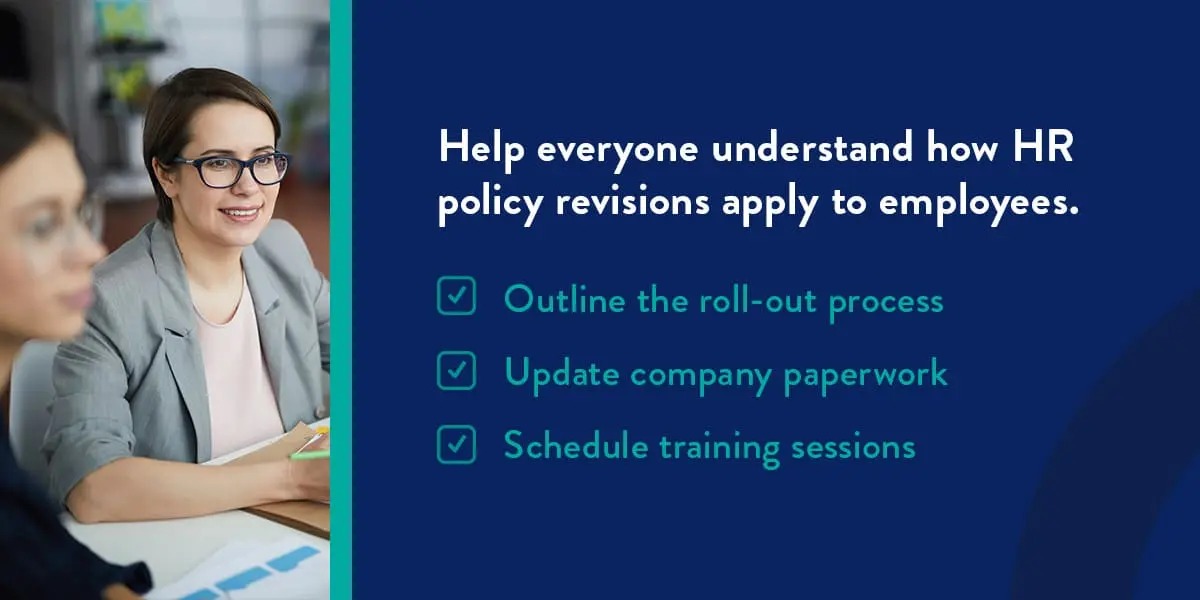 Help everyone understand how HR
policy revisions apply to employees.
Outline the roll-out process
Update company paperwork
Schedule training sessions